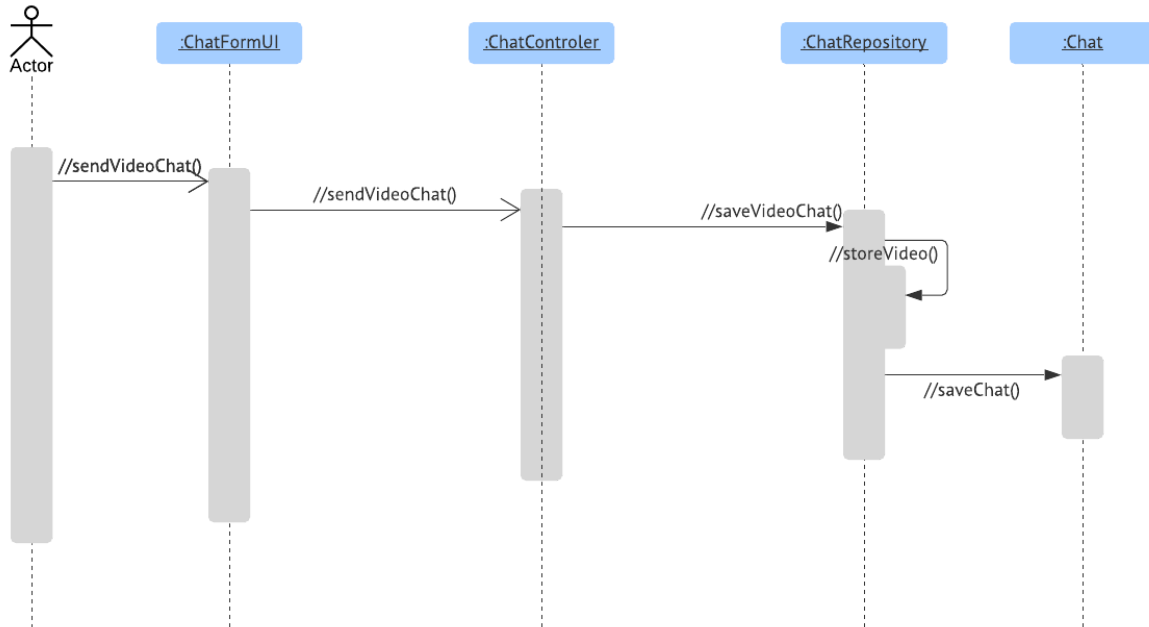 :ChatFormUI
:ChatControler
:ChatRepository
:Chat
Actor
//sendVideoChat()
//sendVideoChat()
//saveVideoChat()
//storeVideo()
//saveChat()